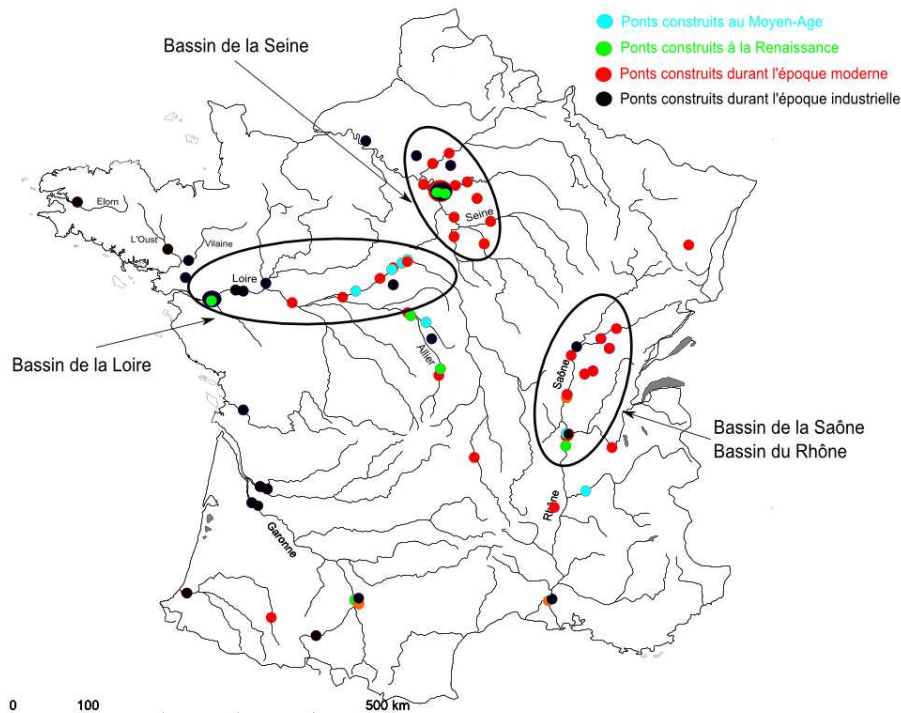 Ponts construits au Moyen-Age
Ponts construits à la Renaissance
Ponts construits durant l'époque moderne
Ponts construits durant l'époque industrielle
Bassin de la Seine
Elorn
L'Oust
Vilaine
Seine
Loire
Bassin de la Loire
Allier
Saône
Bassin de la Saône
Bassin du Rhône
Rhône
Garonne
0 100 500 km